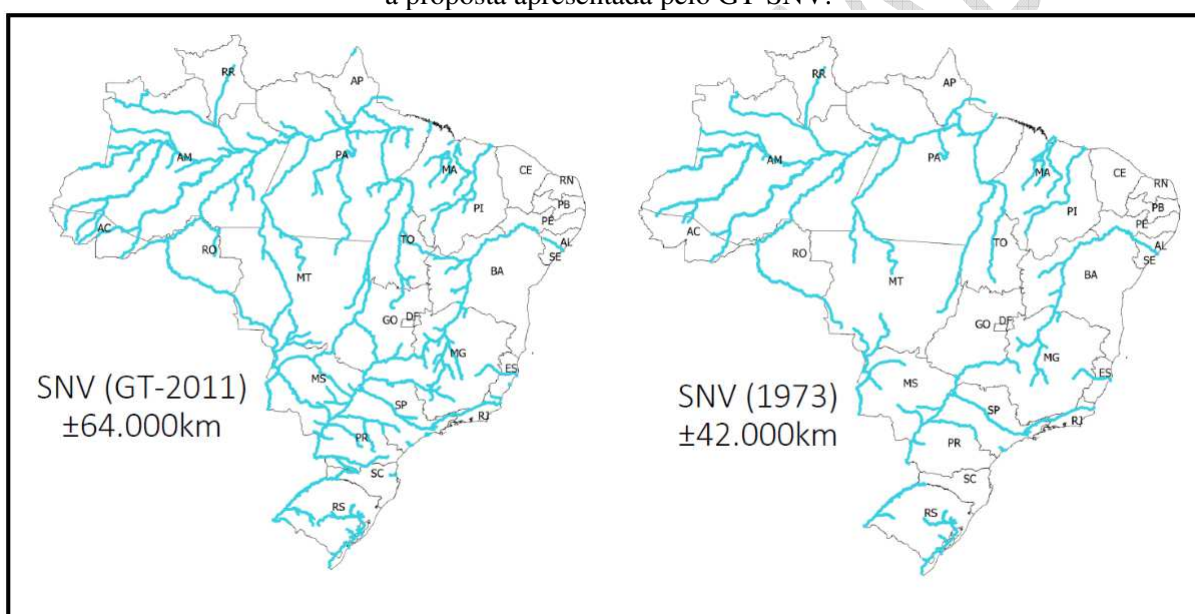 a proposta apresentada pelo GT-SNV.
RR
AP
AM
PA
MA
CE
RN
PB
PE
AL
SE
PI
AC
RO
TO
BA
MT
GO
DF
MG
ES
MS
SP
RJ
PR
SC
RS
SNV (GT-2011)
±64.000km
RR
AP
AM
PA
MA
CE
RN
PB
PE
AL
SE
PI
AC
RO
TO
BA
MT
GO
DF
MG
ES
MS
SP
RJ
PR
SC
RS
SNV (1973)
±42.000km